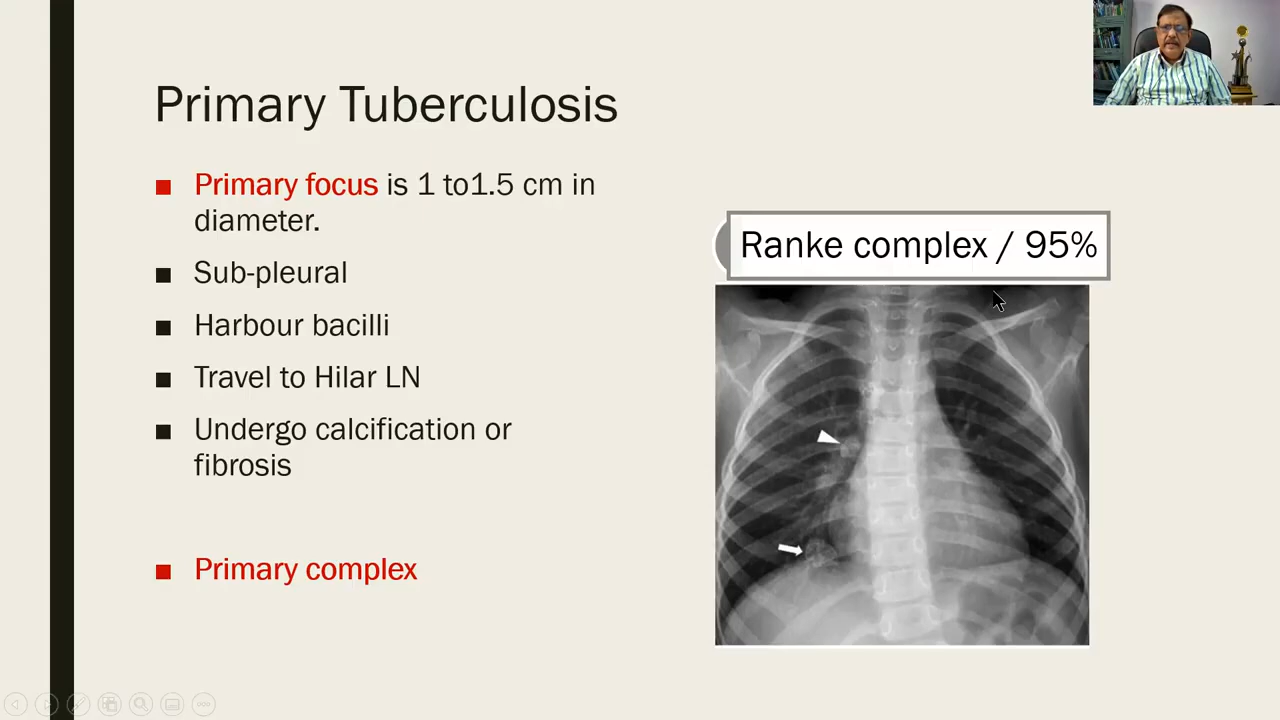 Primary Tuberculosis
Primary focus is 1 to1.5 cm in
diameter.
Sub-pleural
Harbour bacilli
Travel to Hilar LN
Undergo calcification or
fibrosis
Primary complex
Ranke complex / 95%